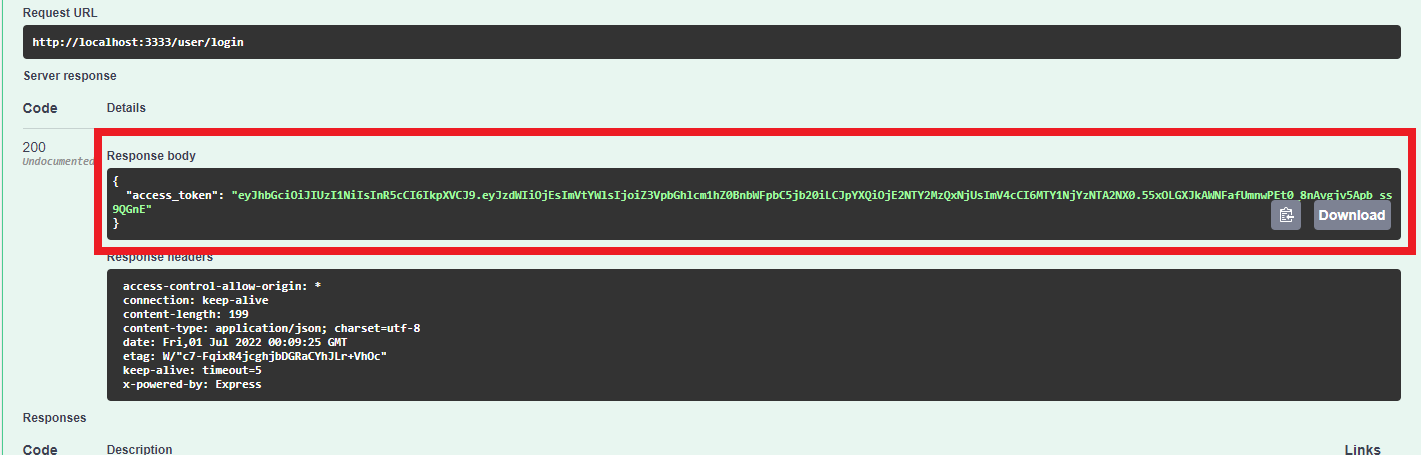 Request URL
http://localhost:3333/user/login
Server response
Code Details
200
Undocumented
Response body
{
"access_token": "eyJhbGciOiJIUzI1NiIsInR5cCI6IkpXVCJ9.eyJzdWIiOjEsImVtYWlsIjoiZ3VpbGhlcm1hZ0BnbWFpbC5jb20iLCJpYXQiOjE2NTY2MzQxNjUsImV4cCI6MTY1NjYzNTA2NX0.55xOLGXJkAWNFafUmnwPEt0_8nAvgjv5Apb_ss
9QGnE"
}
Download
Response headers
access-control-allow-origin: *
connection: keep-alive
content-length: 199
content-type: application/json; charset=utf-8
date: Fri,01 Jul 2022 00:09:25 GMT
etag: W/"c7-FqixR4jcghjbDGRaCYhJLr+VhOc"
keep-alive: timeout=5
x-powered-by: Express
Responses
Code Description Links